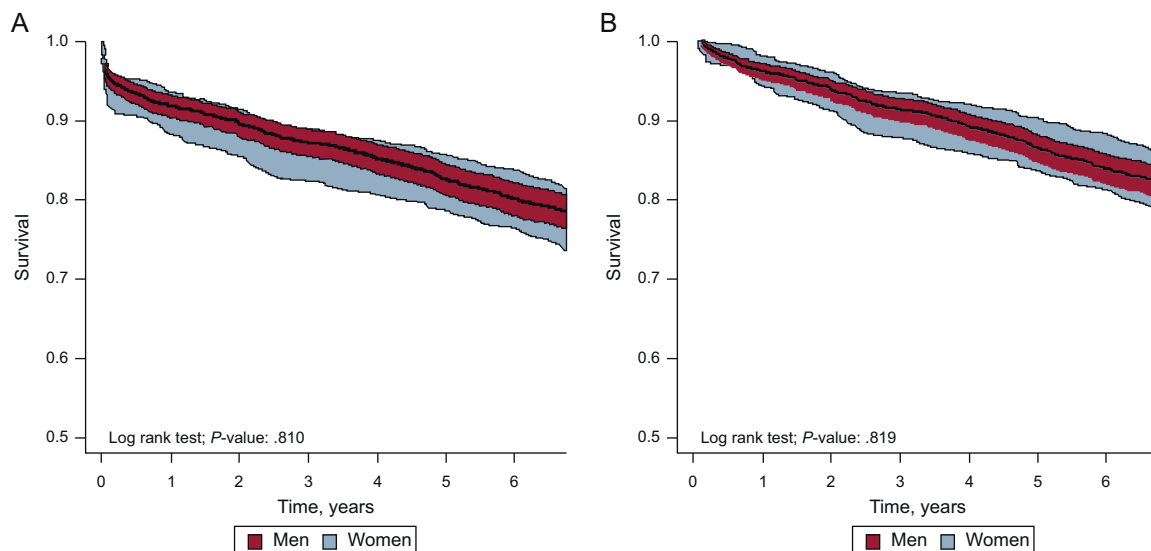 A
1.0
0.9
0.8
0.7
0.6
0.5
Survival
Log rank test; P-value: .810
0 1 2 3 4 5 6
Time, years
Men Women
B
1.0
0.9
0.8
0.7
0.6
0.5
Survival
Log rank test; P-value: .819
0 1 2 3 4 5 6
Time, years
Men Women